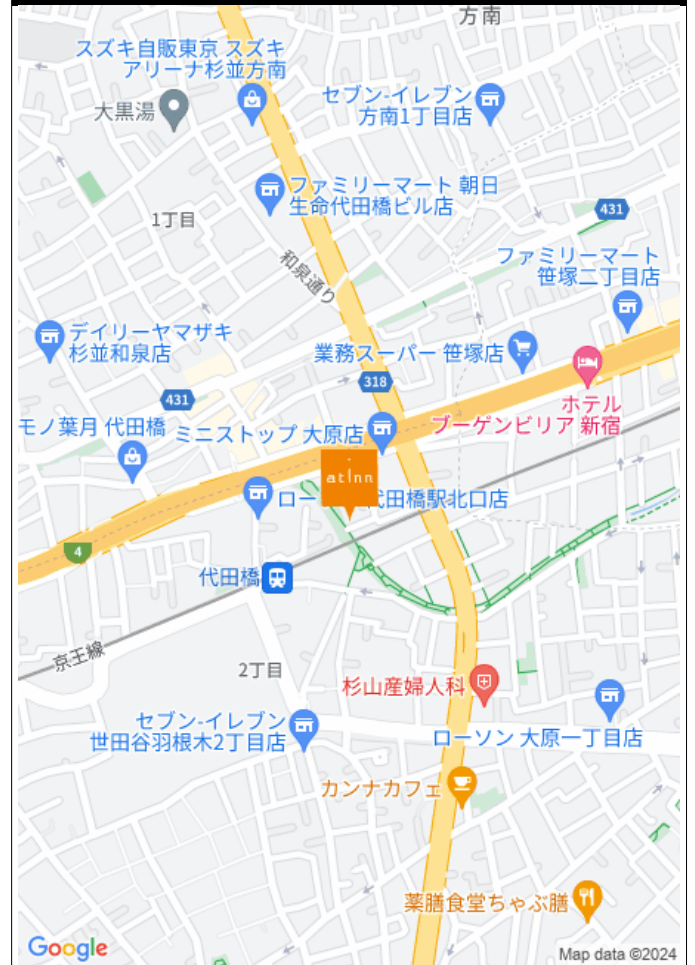 方南
スズキ自販東京 スズキ
アリーナ杉並方南
セブン-イレブン
方南1丁目店
大黒湯
ファミリーマート 朝日
生命代田橋ビル店
431
1丁目
和泉通り
ファミリーマート
笹塚二丁目店
デイリーヤマザキ
杉並和泉店
業務スーパー 笹塚店
318
431
ホテル
ブーゲンビリア 新宿
モノ葉月 代田橋
ミニストップ 大原店
at inn
ロー
代田橋駅北口店
4
代田橋
京王線
2丁目
杉山産婦人科
セブン-イレブン
世田谷羽根木2丁目店
ローソン 大原一丁目店
カンナカフェ
薬膳食堂ちゃぶ膳
Google
Map data ©2024